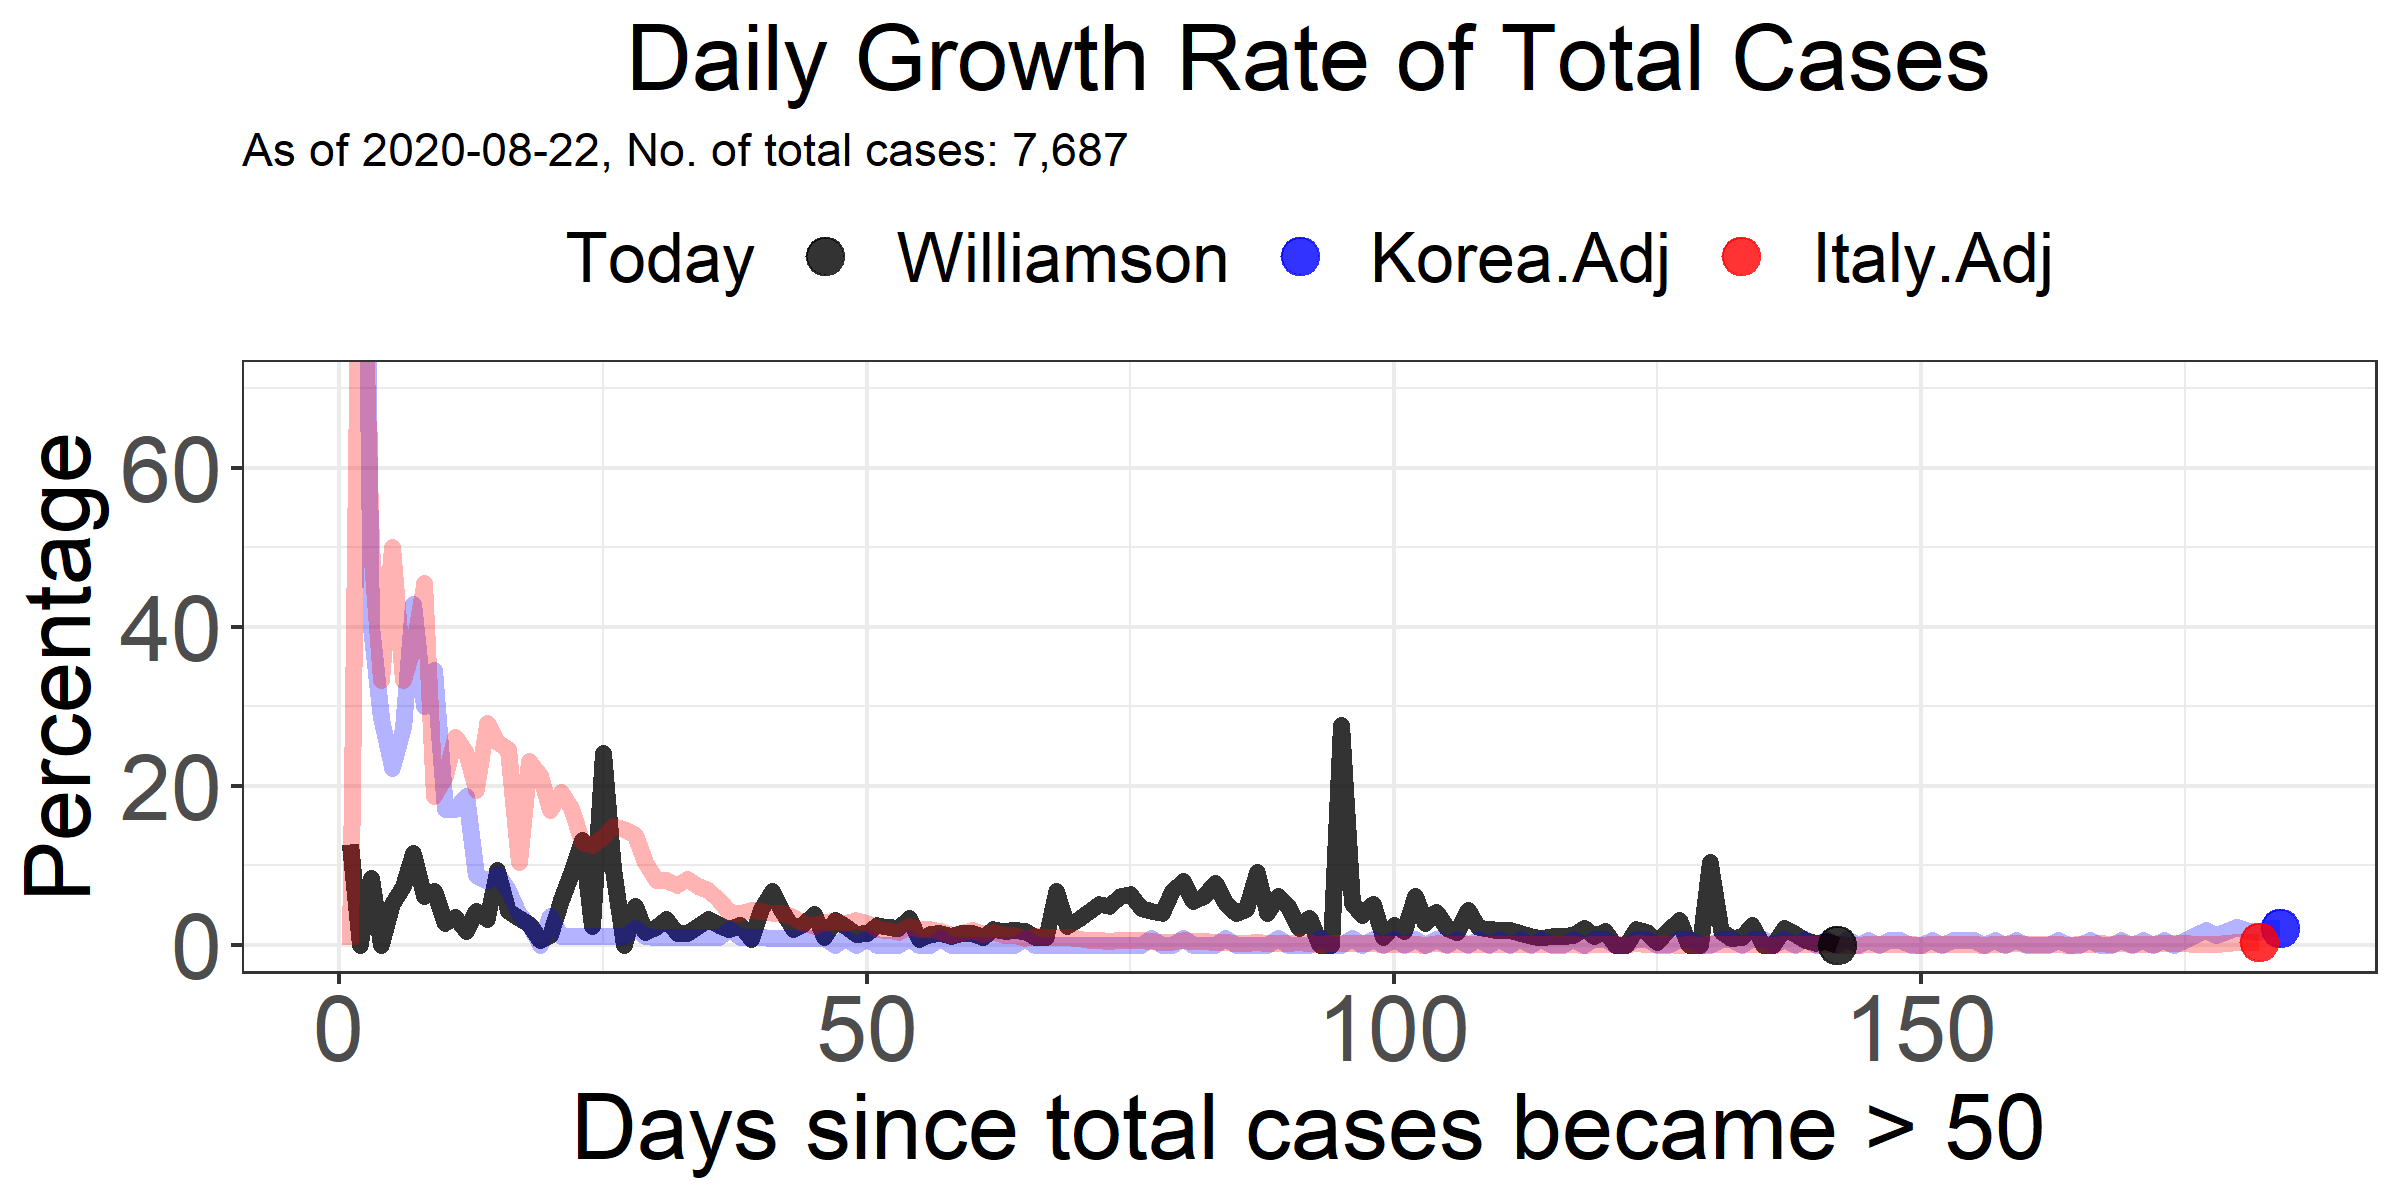 Daily Growth Rate of Total Cases
As of 2020-08-22, No. of total cases: 7,687
Today Williamson Korea.Adj Italy.Adj
Percentage
60
40
20
0
0 50 100 150
Days since total cases became > 50